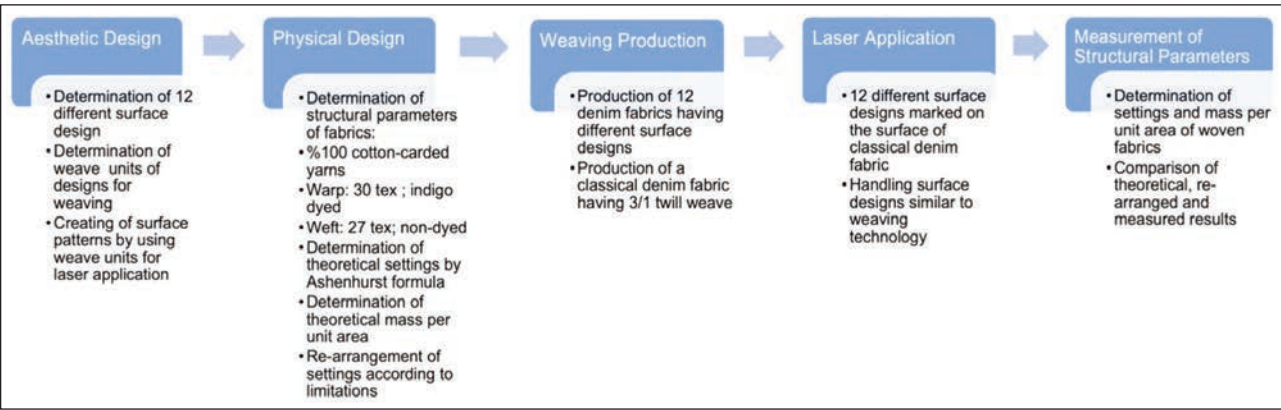 Aesthetic Design
• Determination of 12
different surface
design
• Determination of
weave units of
designs for
weaving
• Creating of surface
patterns by using
weave units for
laser application
Physical Design
• Determination of
structural parameters
of fabrics:
• %100 cotton-carded
yarns
• Warp: 30 tex ; indigo
dyed
• Weft: 27 tex; non-dyed
• Determination of
theoretical settings by
Ashenhurst formula
• Determination of
theoretical mass per
unit area
• Re-arrangement of
settings according to
limitations
Weaving Production
• Production of 12
denim fabrics having
different surface
designs
• Production of a
classical denim fabric
having 3/1 twill weave
Laser Application
• 12 different surface
designs marked on
the surface of
classical denim
fabric
• Handling surface
designs similar to
weaving
technology
Measurement of
Structural Parameters
• Determination of
settings and mass per
unit area of woven
fabrics
• Comparison of
theoretical, re-
arranged and
measured results